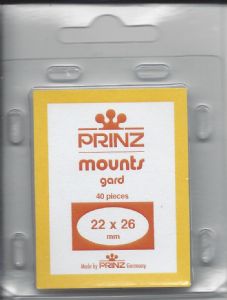 PRINZ
mounts
gard
40 pieces
22 x 26
mm
Made by PRINZ Germany